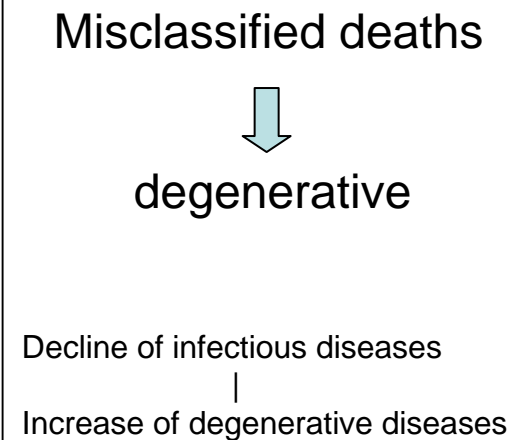 Misclassified deaths
degenerative
Decline of infectious diseases
|
Increase of degenerative diseases